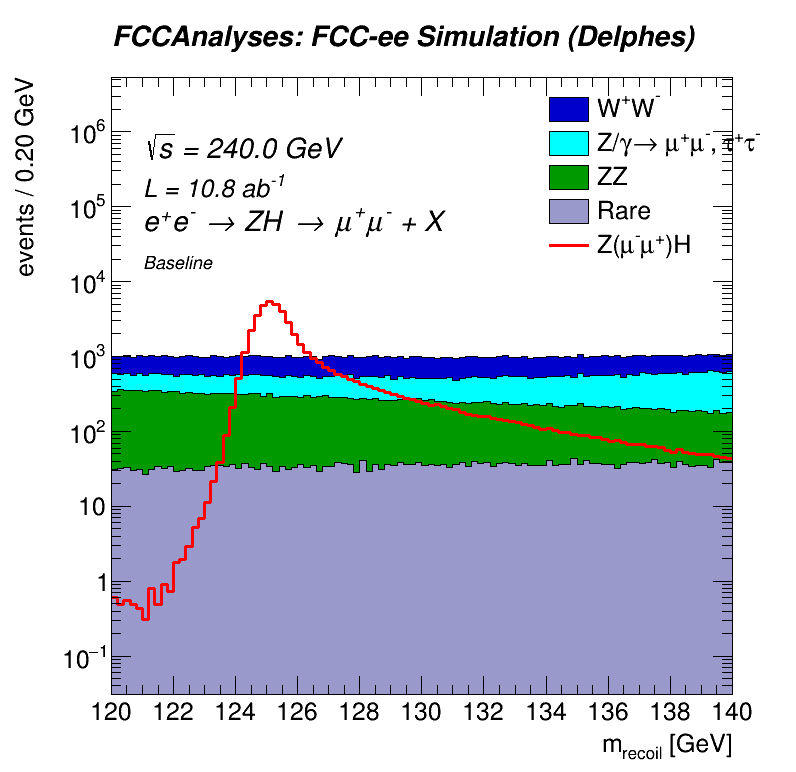 FCCAnalyses: FCC-ee Simulation (Delphes)
events / 0.20 GeV
√s = 240.0 GeV
L = 10.8 ab⁻¹
e⁺e⁻ → ZH → μ⁺μ⁻ + X
Baseline
W⁺W⁻
Z/γ→ μ⁺μ⁻, τ⁺τ⁻
ZZ
Rare
Z(μ⁻μ⁺)H
10⁶
10⁵
10⁴
10³
10²
10
1
10⁻¹
120 122 124 126 128 130 132 134 136 138 140
m_recoil [GeV]